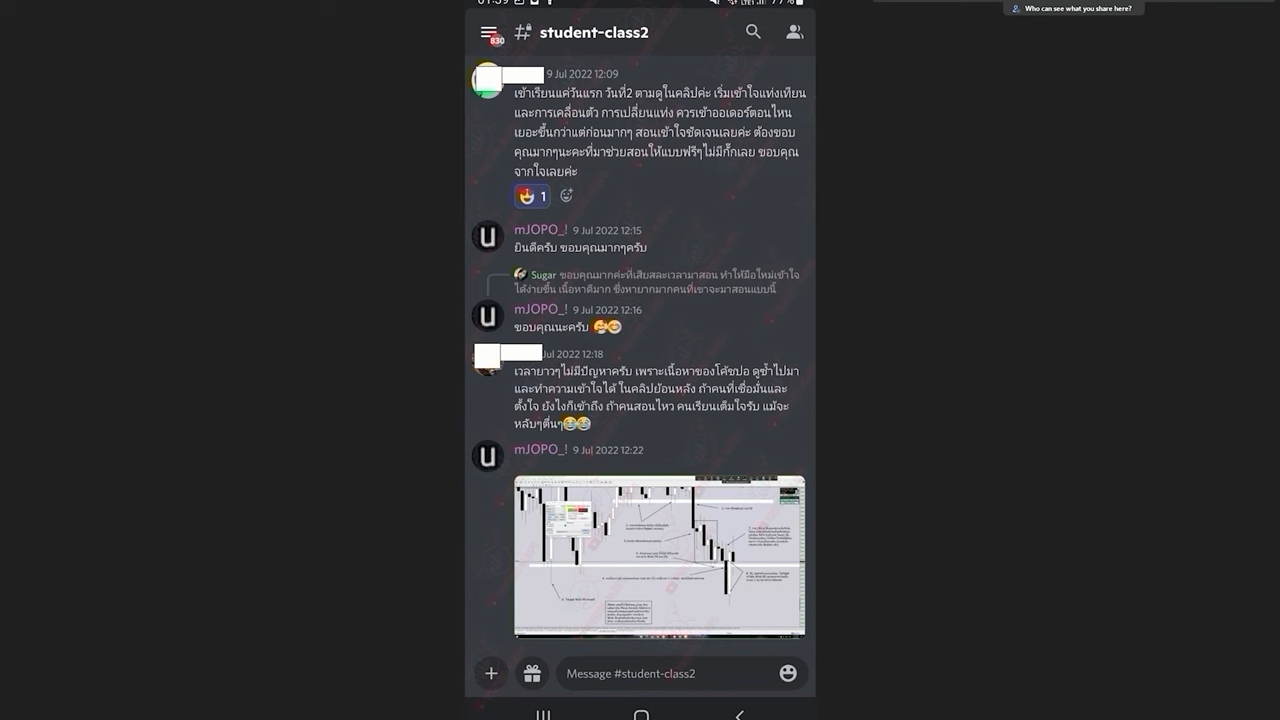 01:39
77%
Who can see what you share here?
830
student-class2
9 Jul 2022 12:09
เข้าเรียนแค่วันแรก วันที่2 ตามดูในคลิปค่ะ เริ่มเข้าใจแท่งเทียน
และการเคลื่อนตัว การเปลี่ยนแท่ง ควรเข้าออเดอร์ตอนไหน
เยอะขึ้นกว่าแต่ก่อนมากๆ สอนเข้าใจชัดเจนเลยค่ะ ต้องขอบ
คุณมากๆนะคะที่มาช่วยสอนให้แบบฟรีๆไม่มีกั๊กเลย ขอบคุณ
จากใจเลยค่ะ
1
mJOPO_! 9 Jul 2022 12:15
ยินดีครับ ขอบคุณมากๆครับ
Sugar ขอบคุณมากค่ะที่เสียสละเวลามาสอน ทำให้มือใหม่เข้าใจ
ได้ง่ายขึ้น เนื้อหาดีมาก ซึ่งหายากมากคนที่เขาจะมาสอนแบบนี้
mJOPO_! 9 Jul 2022 12:16
ขอบคุณนะครับ 🥰😊
Jul 2022 12:18
เวลายาวๆไม่มีปัญหาครับ เพราะเนื้อหาของโค้ชปอ ดูซ้ำไปมา
และทำความเข้าใจได้ ในคลิปย้อนหลัง ถ้าคนที่เชื่อมั่นและ
ตั้งใจ ยังไงก็เข้าถึง ถ้าคนสอนไหว คนเรียนเต็มใจรับ แม้จะ
หลับๆตื่นๆ😂😂
mJOPO_! 9 Jul 2022 12:22
Message #student-class2